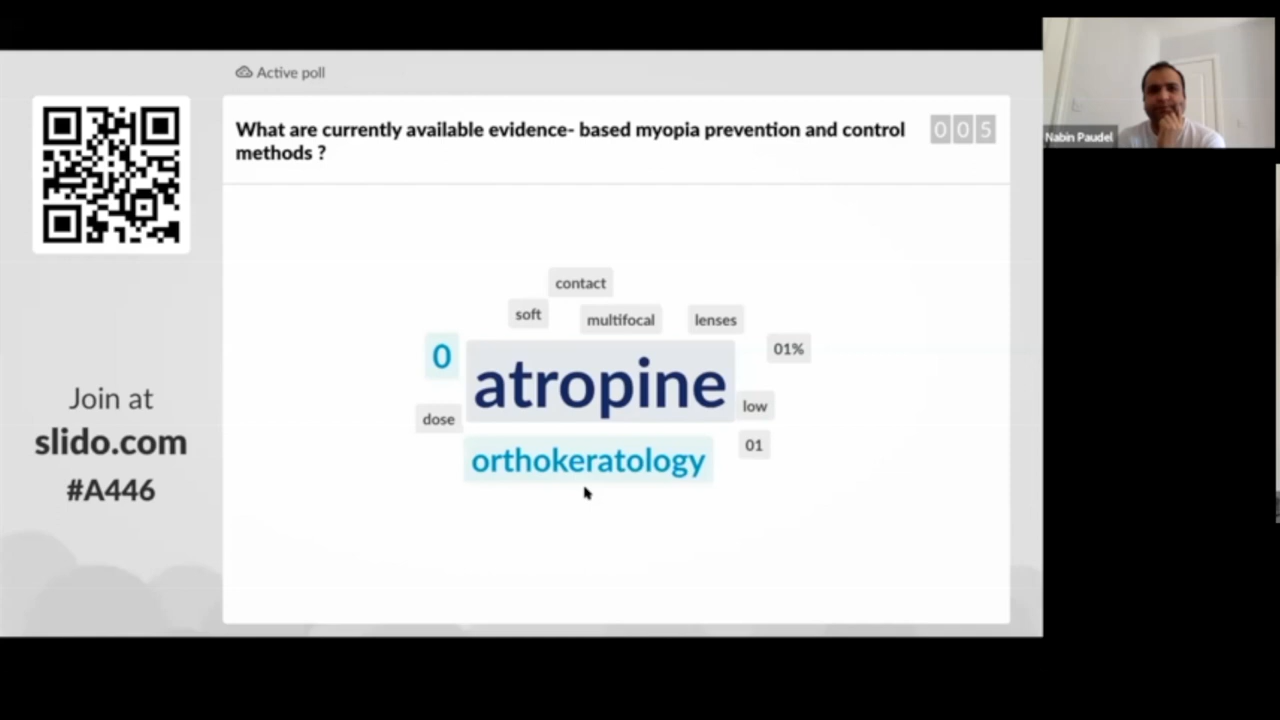 Active poll
What are currently available evidence- based myopia prevention and control
methods ?
0 0 5
contact
soft
multifocal
lenses
01%
0
atropine
low
dose
01
orthokeratology
Join at
slido.com
#A446
Nabin Paudel